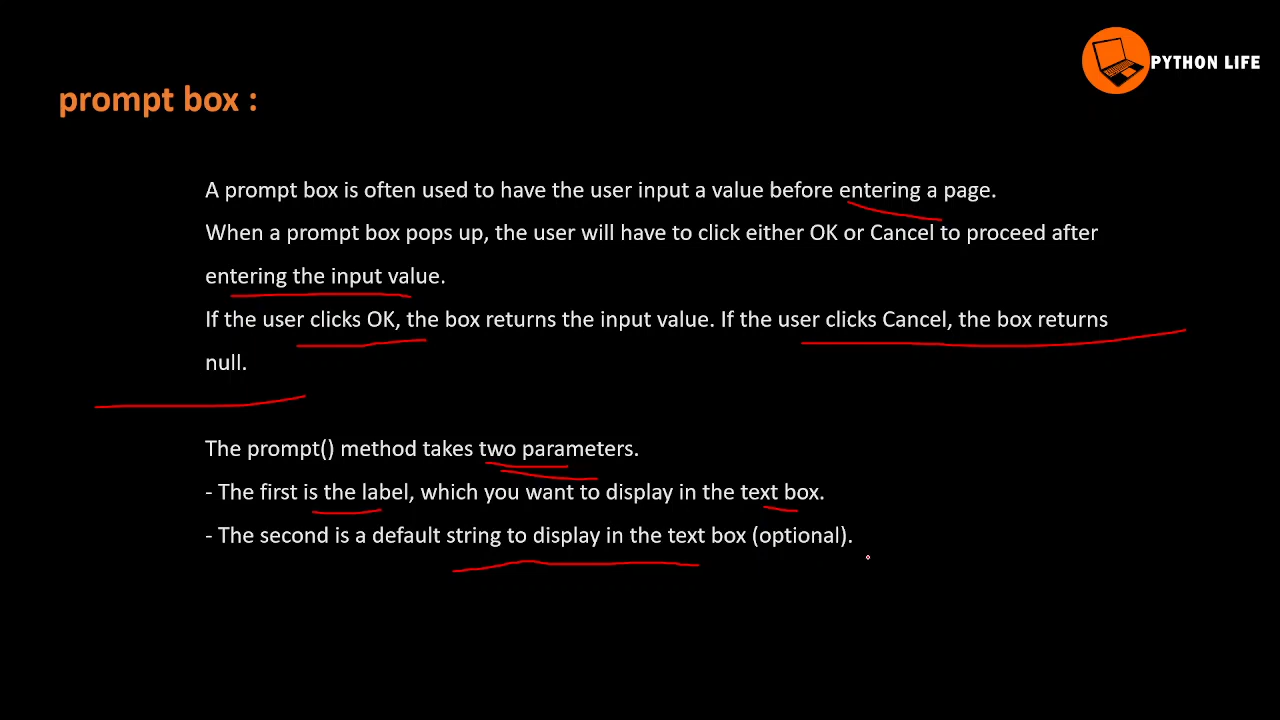 PYTHON LIFE
prompt box :
A prompt box is often used to have the user input a value before entering a page.
When a prompt box pops up, the user will have to click either OK or Cancel to proceed after
entering the input value.
If the user clicks OK, the box returns the input value. If the user clicks Cancel, the box returns
null.
The prompt() method takes two parameters.
- The first is the label, which you want to display in the text box.
- The second is a default string to display in the text box (optional).